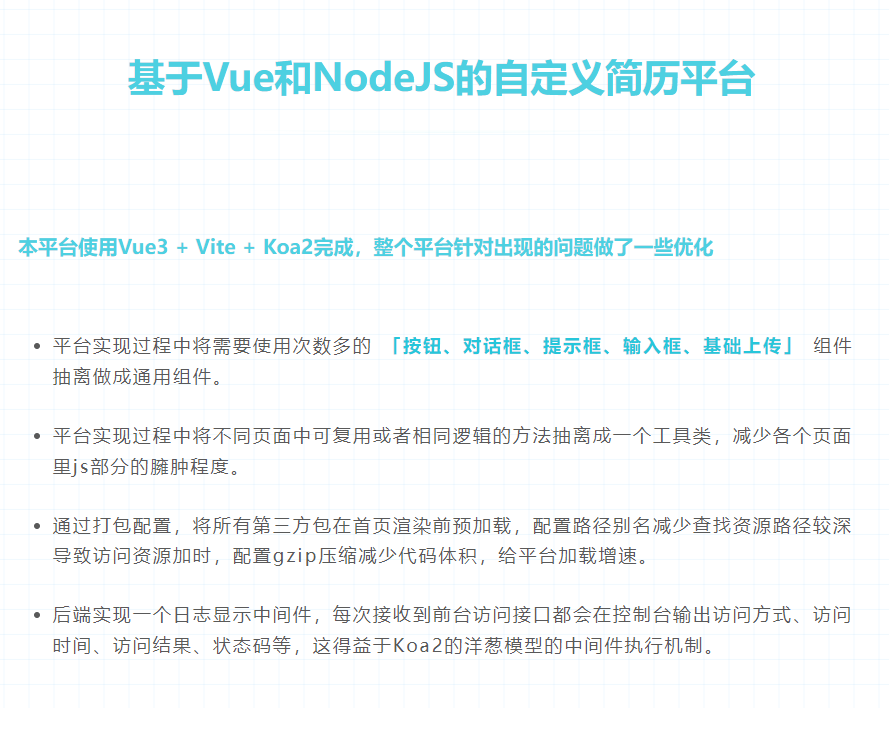 基于Vue和NodeJS的自定义简历平台
本平台使用Vue3 + Vite + Koa2完成，整个平台针对出现的问题做了一些优化
• 平台实现过程中将需要使用次数多的 「按钮、对话框、提示框、输入框、基础上传」 组件
抽离做成通用组件。
• 平台实现过程中将不同页面中可复用或者相同逻辑的方法抽离成一个工具类，减少各个页面
里js部分的臃肿程度。
• 通过打包配置，将所有第三方包在首页渲染前预加载，配置路径别名减少查找资源路径较深
导致访问资源加时，配置gzip压缩减少代码体积，给平台加载增速。
• 后端实现一个日志显示中间件，每次接收到前台访问接口都会在控制台输出访问方式、访问
时间、访问结果、状态码等，这得益于Koa2的洋葱模型的中间件执行机制。